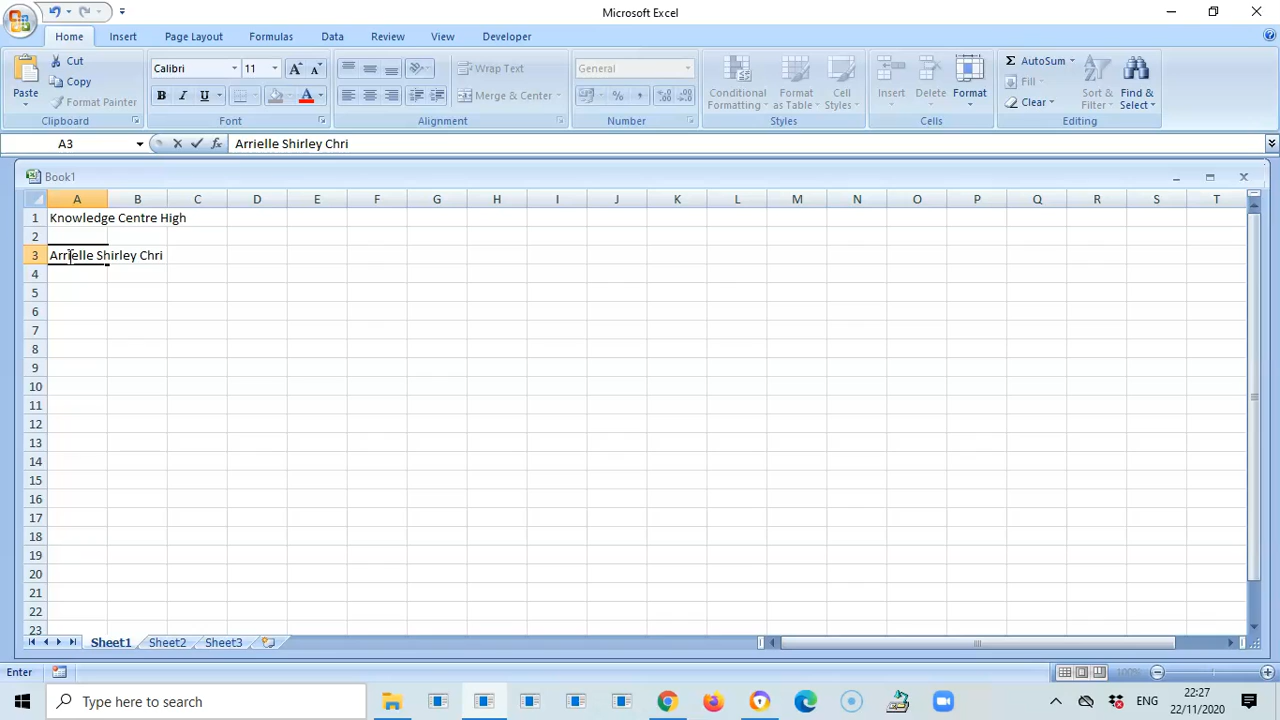 Microsoft Excel
Home Insert Page Layout Formulas Data Review View Developer
Paste Cut Copy Format Painter Clipboard
Calibri 11 B I U Font
Wrap Text Merge & Center Alignment
General % , Number
Conditional Formatting Format as Table Cell Styles Styles
Insert Delete Format Cells
AutoSum Fill Clear Sort & Filter Find & Select Editing
A3 fx Arrielle Shirley Chri
Book1
A B C D E F G H I J K L M N O P Q R S T
1 Knowledge Centre High
2
3 Arrielle Shirley Chri
4
5
6
7
8
9
10
11
12
13
14
15
16
17
18
19
20
21
22
23
Sheet1 Sheet2 Sheet3
Enter 100%
Type here to search ENG 22:27
22/11/2020